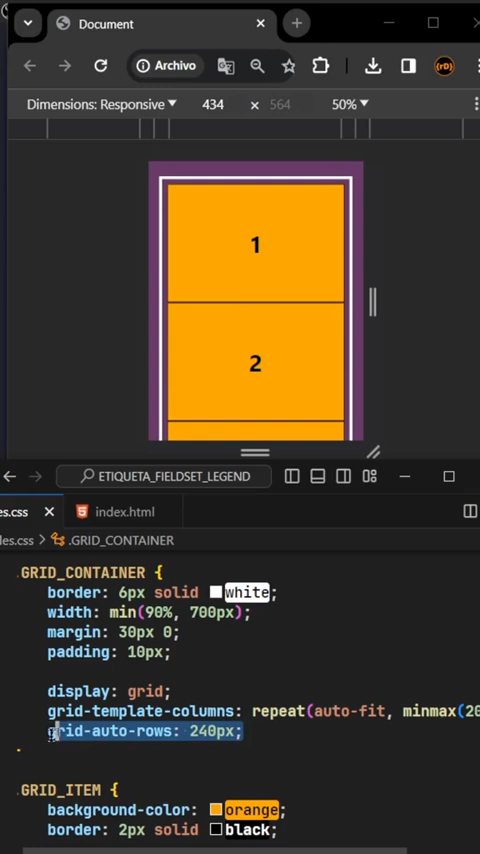 Document
Archivo
{rD}
Dimensions: Responsive 434 × 564 50%
1
2
ETIQUETA_FIELDSET_LEGEND
es.css × index.html
les.css > .GRID_CONTAINER
.GRID_CONTAINER {
border: 6px solid white;
width: min(90%, 700px);
margin: 30px 0;
padding: 10px;
display: grid;
grid-template-columns: repeat(auto-fit, minmax(20
grid-auto-rows: 240px;
.GRID_ITEM {
background-color: orange;
border: 2px solid black;